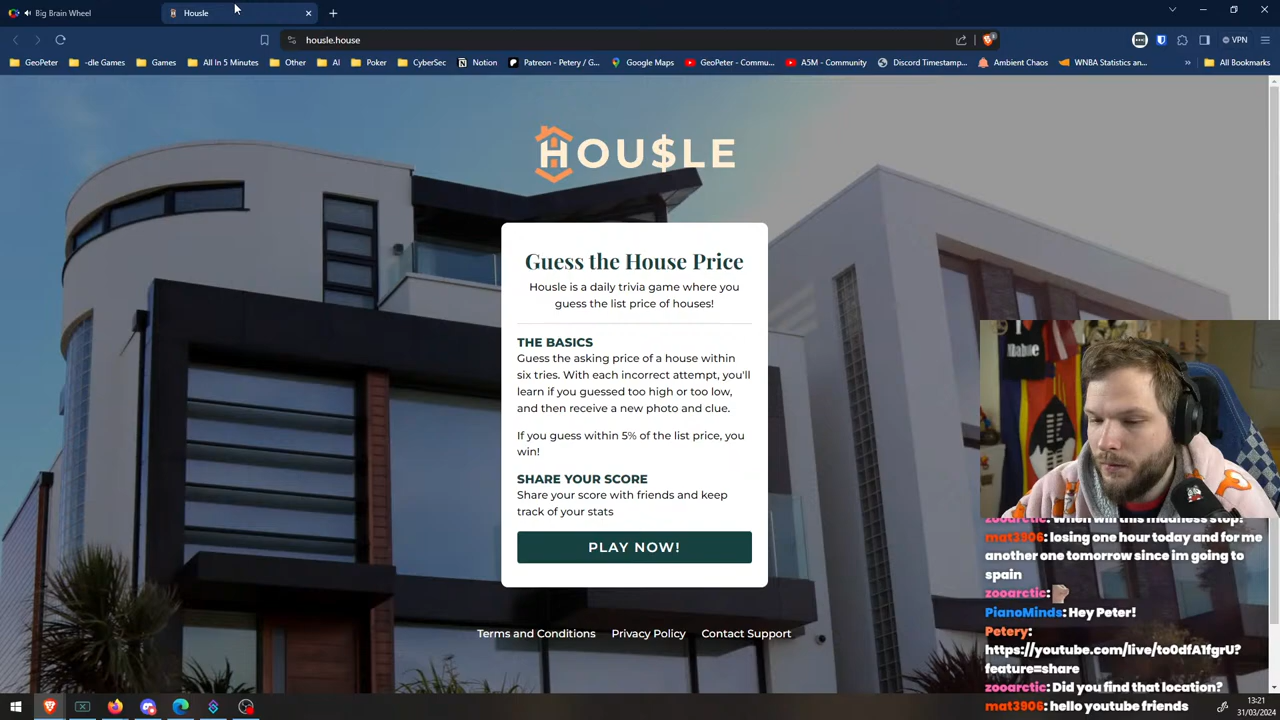 Big Brain Wheel
Housle
housle.house
VPN
GeoPeter
-dle Games
Games
All In 5 Minutes
Other
AI
Poker
CyberSec
Notion
Patreon - Petery / G...
Google Maps
GeoPeter - Commu...
A5M - Community
Discord Timestamp...
Ambient Chaos
WNBA Statistics an...
All Bookmarks
HOU$LE
Guess the House Price
Housle is a daily trivia game where you
guess the list price of houses!
THE BASICS
Guess the asking price of a house within
six tries. With each incorrect attempt, you'll
learn if you guessed too high or too low,
and then receive a new photo and clue.
If you guess within 5% of the list price, you
win!
SHARE YOUR SCORE
Share your score with friends and keep
track of your stats
PLAY NOW!
Terms and Conditions
Privacy Policy
Contact Support
zooarctic: When will this madness stop?
mat3906: losing one hour today and for me
another one tomorrow since im going to
spain
zooarctic:
PianoMinds: Hey Peter!
Petery:
https://youtube.com/live/to0dfA1fgrU?
feature=share
zooarctic: Did you find that location?
mat3906: hello youtube friends
13:21
31/03/2024